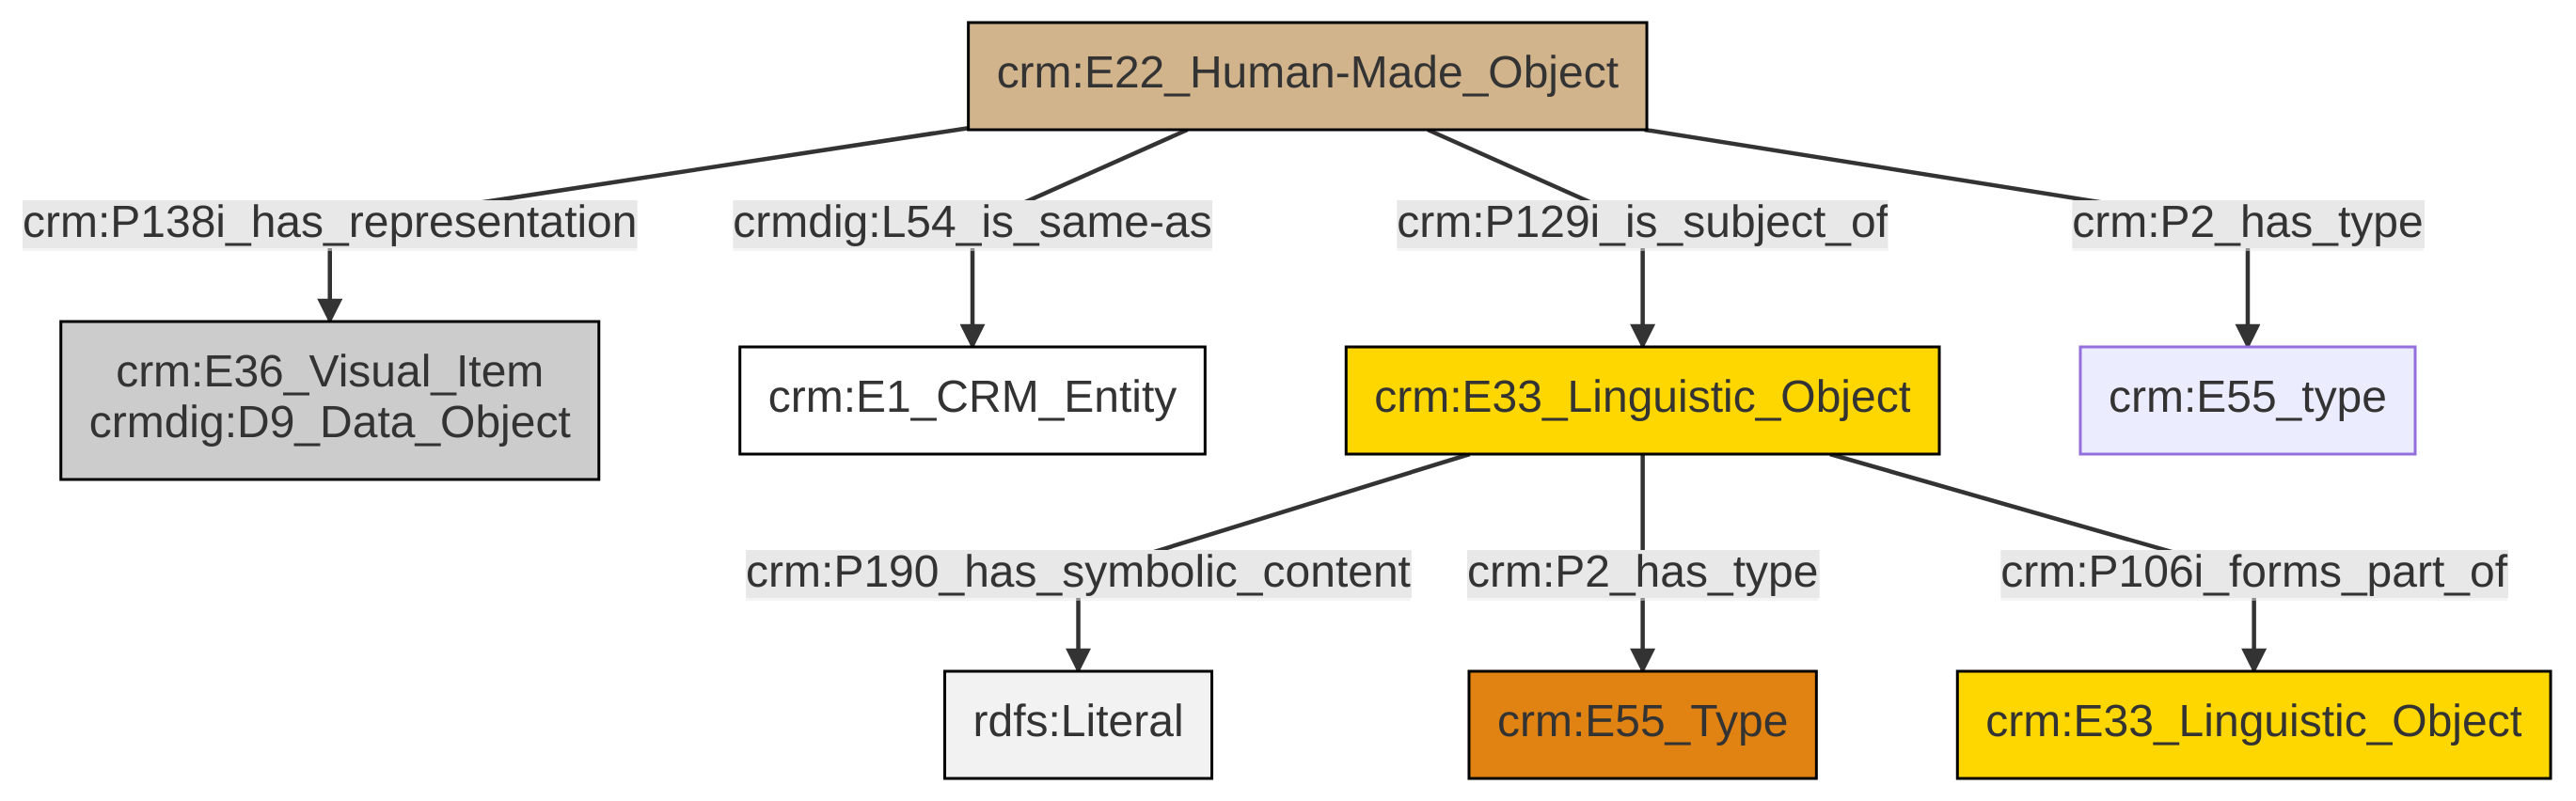 crm:E22_Human-Made_Object
crm:P138i_has_representation
crmdig:L54_is_same-as
crm:P129i_is_subject_of
crm:P2_has_type
crm:E36_Visual_Item
crmdig:D9_Data_Object
crm:E1_CRM_Entity
crm:E33_Linguistic_Object
crm:E55_type
crm:P190_has_symbolic_content
crm:P2_has_type
crm:P106i_forms_part_of
rdfs:Literal
crm:E55_Type
crm:E33_Linguistic_Object